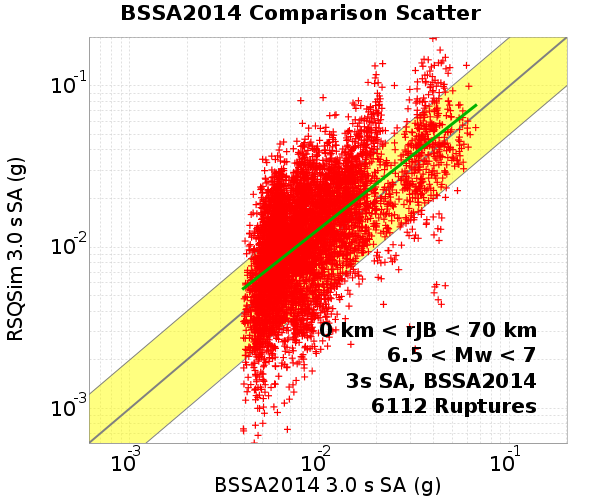 BSSA2014 Comparison Scatter
RSQSim 3.0 s SA (g)
10-1
10-2
10-3
0 km < rJB < 70 km
6.5 < Mw < 7
3s SA, BSSA2014
6112 Ruptures
10-3 10-2 10-1
BSSA2014 3.0 s SA (g)